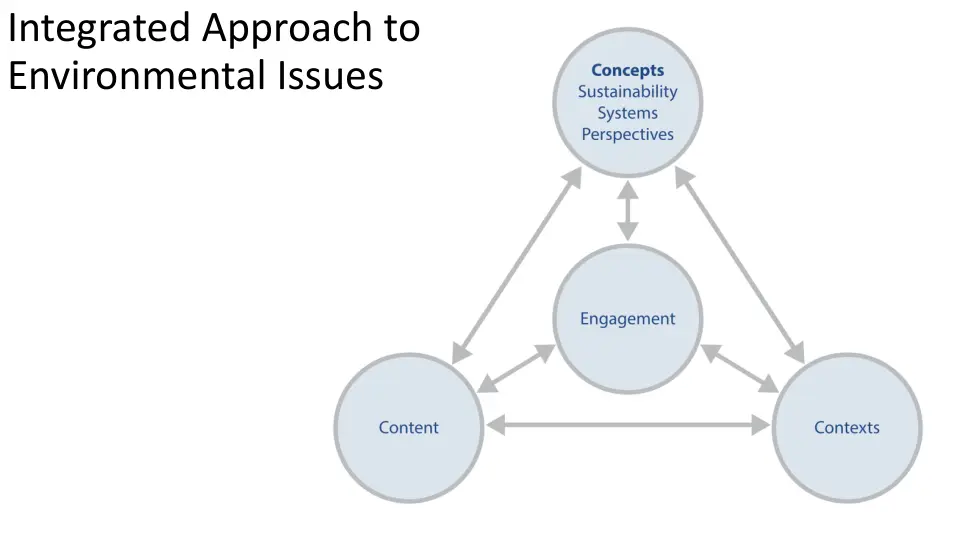 Integrated Approach to
Environmental Issues
Concepts
Sustainability
Systems
Perspectives
Engagement
Content
Contexts